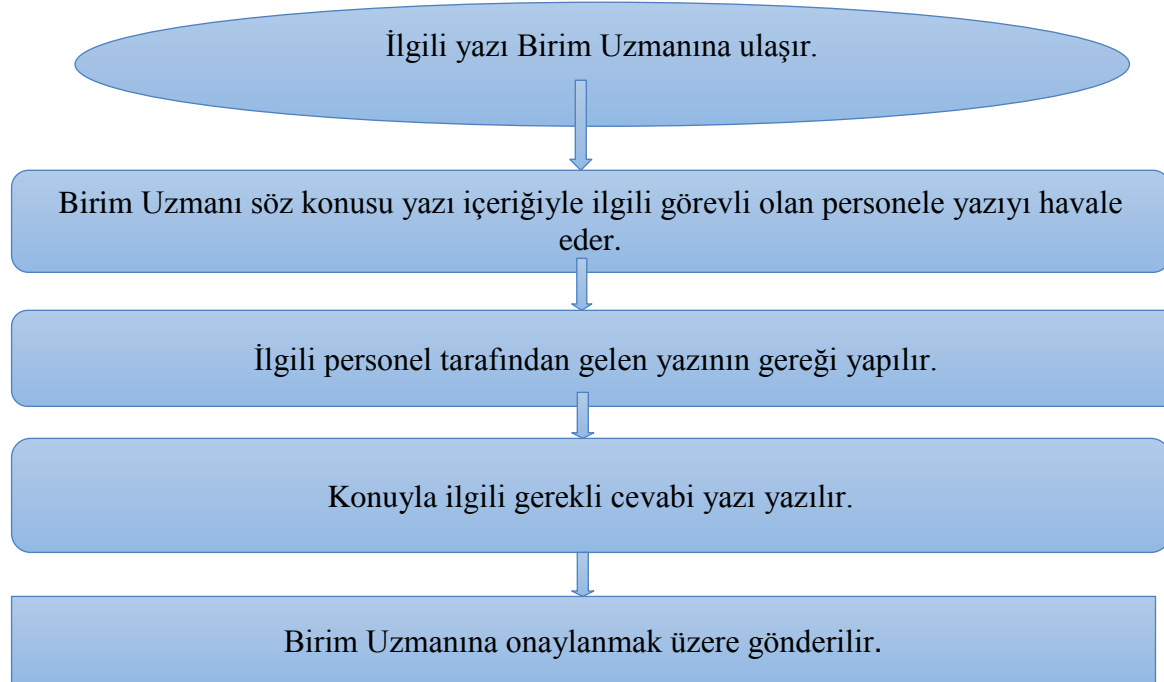 İlgili yazı Birim Uzmanına ulaşır.
Birim Uzmanı söz konusu yazı içeriğiyle ilgili görevli olan personele yazıyı havale
eder.
İlgili personel tarafından gelen yazının gereği yapılır.
Konuyla ilgili gerekli cevabi yazı yazılır.
Birim Uzmanına onaylanmak üzere gönderilir.